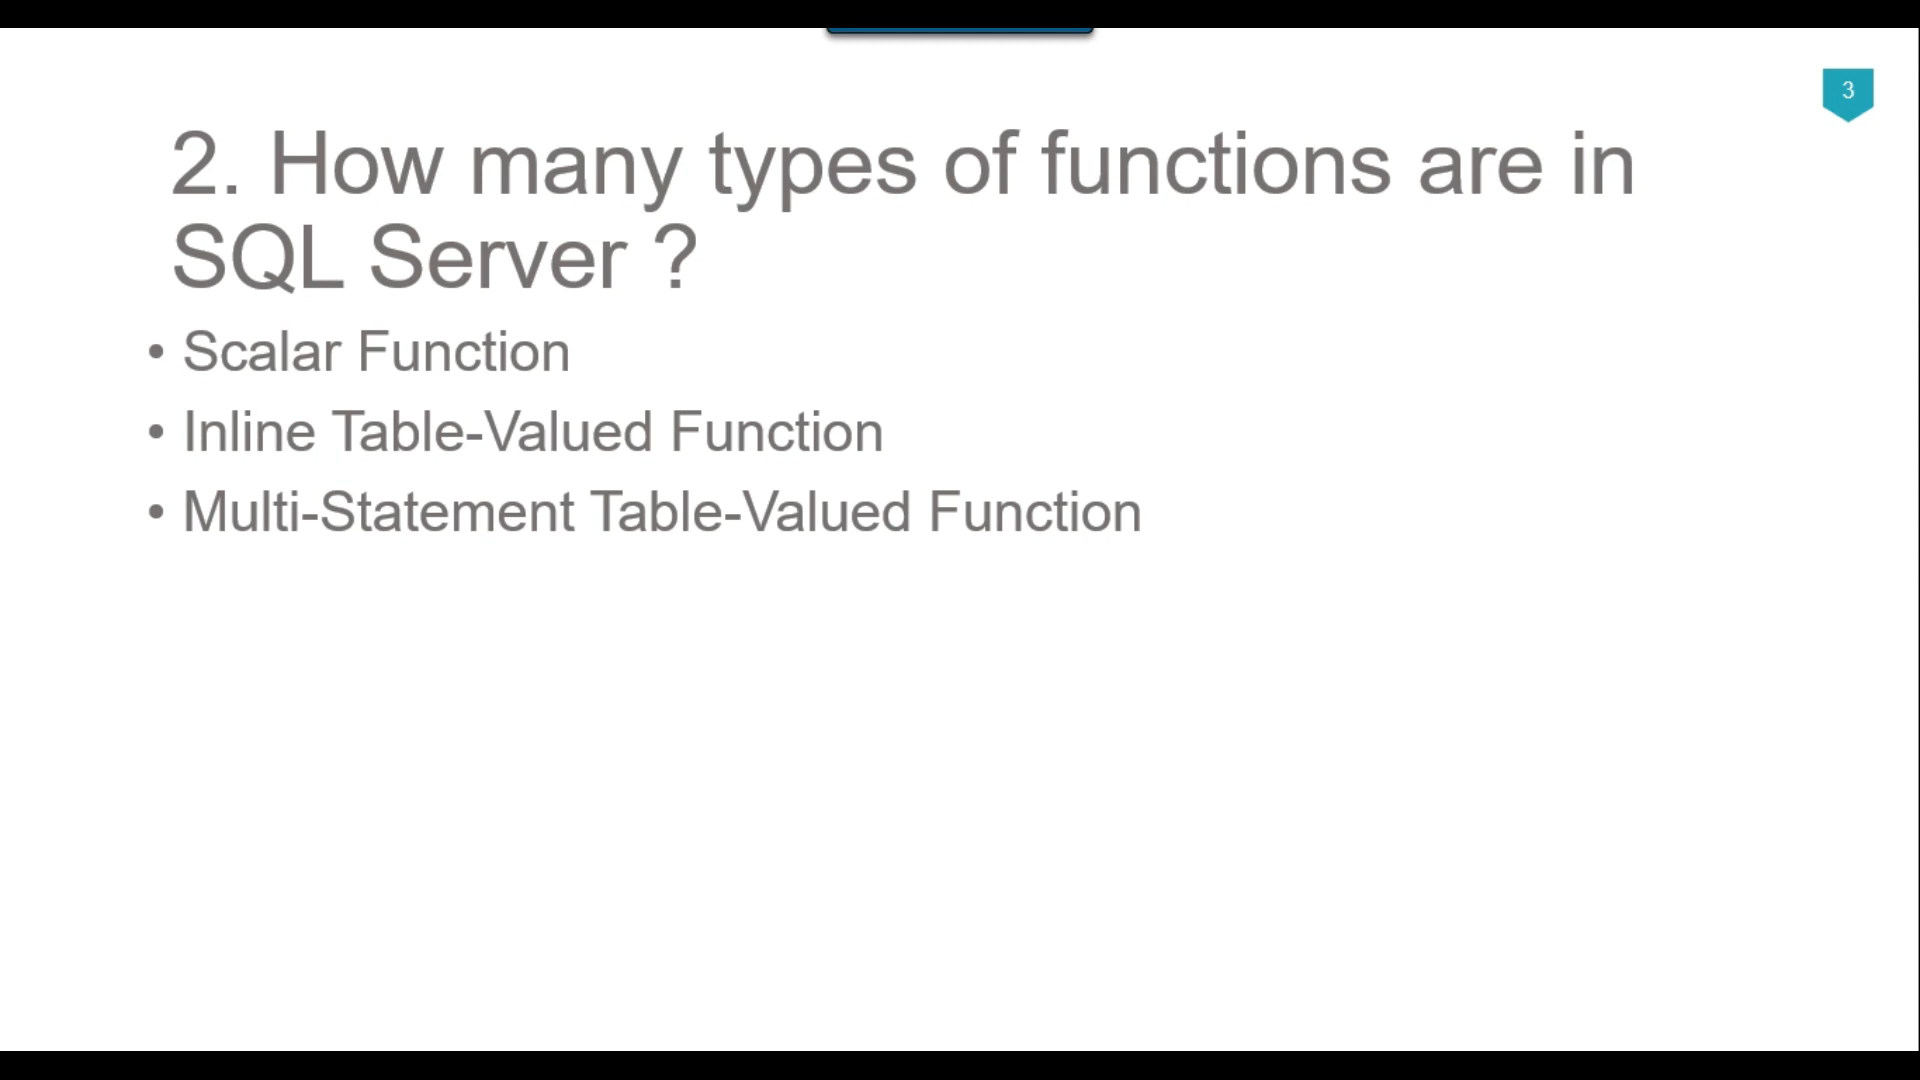 3
2. How many types of functions are in
SQL Server ?
• Scalar Function
• Inline Table-Valued Function
• Multi-Statement Table-Valued Function